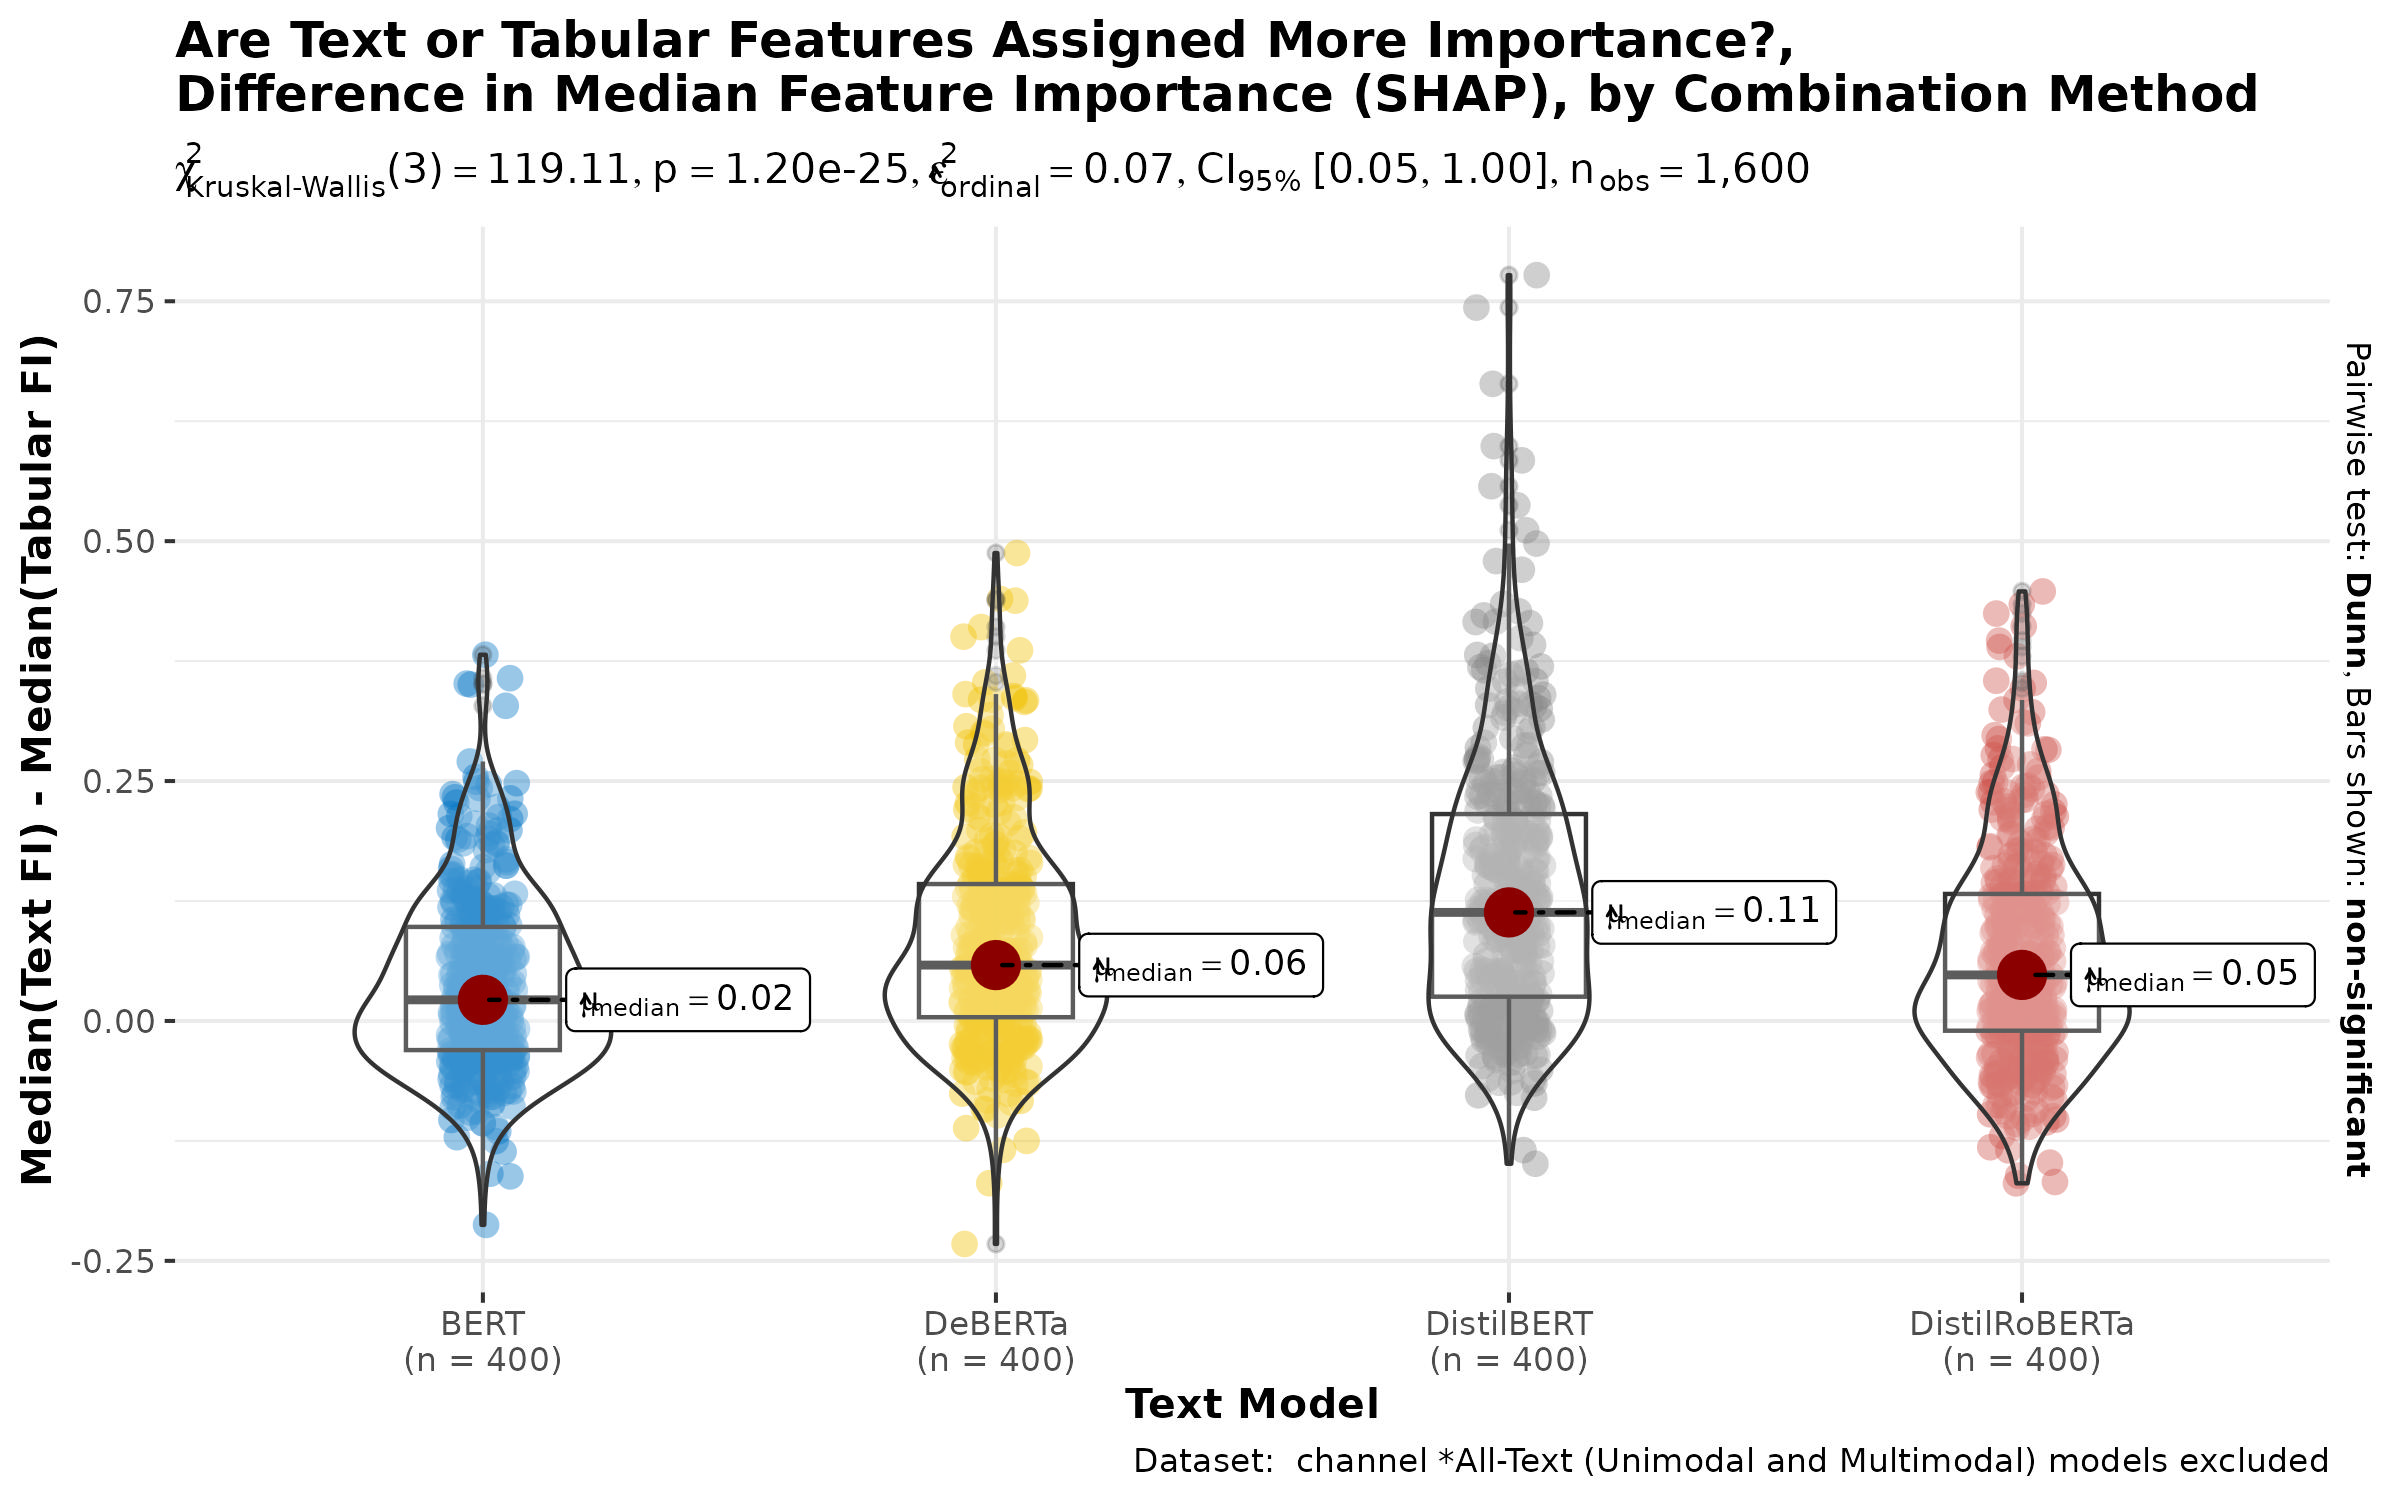 Are Text or Tabular Features Assigned More Importance?,
Difference in Median Feature Importance (SHAP), by Combination Method
χ²Kruskal-Wallis(3) = 119.11, p = 1.20e-25, ε̂²ordinal = 0.07, CI95% [0.05, 1.00], nobs = 1,600
Median(Text FI) - Median(Tabular FI)
0.75
0.50
0.25
0.00
-0.25
μ̂median = 0.02
μ̂median = 0.06
μ̂median = 0.11
μ̂median = 0.05
Pairwise test: Dunn, Bars shown: non-significant
BERT
(n = 400)
DeBERTa
(n = 400)
DistilBERT
(n = 400)
DistilRoBERTa
(n = 400)
Text Model
Dataset:  channel *All-Text (Unimodal and Multimodal) models excluded